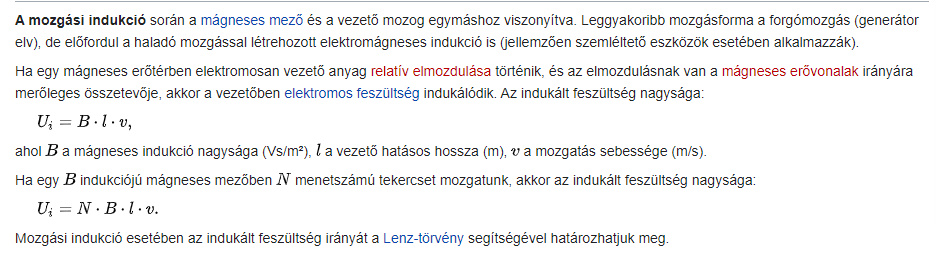 A mozgási indukció során a mágneses mező és a vezető mozog egymáshoz viszonyítva. Leggyakoribb mozgásforma a forgómozgás (generátor
elv), de előfordul a haladó mozgással létrehozott elektromágneses indukció is (jellemzően szemléltető eszközök esetében alkalmazzák).
Ha egy mágneses erőtérben elektromosan vezető anyag relatív elmozdulása történik, és az elmozdulásnak van a mágneses erővonalak irányára
merőleges összetevője, akkor a vezetőben elektromos feszültség indukálódik. Az indukált feszültség nagysága:
U_i = B · l · v,
ahol B a mágneses indukció nagysága (Vs/m²), l a vezető hatásos hossza (m), v a mozgatás sebessége (m/s).
Ha egy B indukciójú mágneses mezőben N menetszámú tekercset mozgatunk, akkor az indukált feszültség nagysága:
U_i = N · B · l · v.
Mozgási indukció esetében az indukált feszültség irányát a Lenz-törvény segítségével határozhatjuk meg.